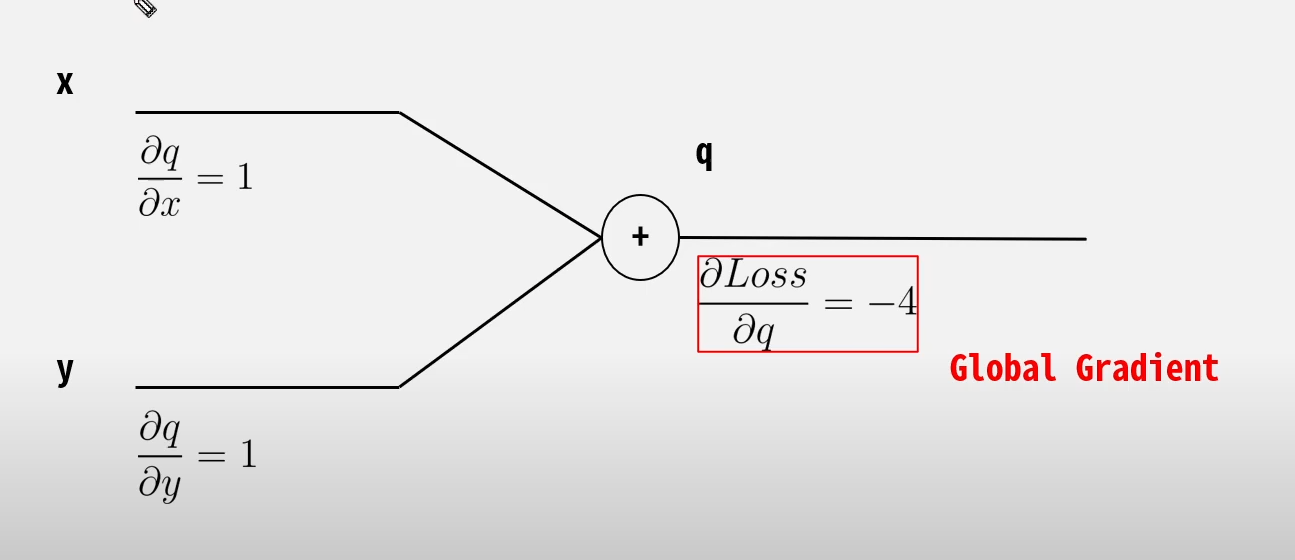 x
∂q/∂x = 1
q
+
∂Loss/∂q = −4
Global Gradient
y
∂q/∂y = 1